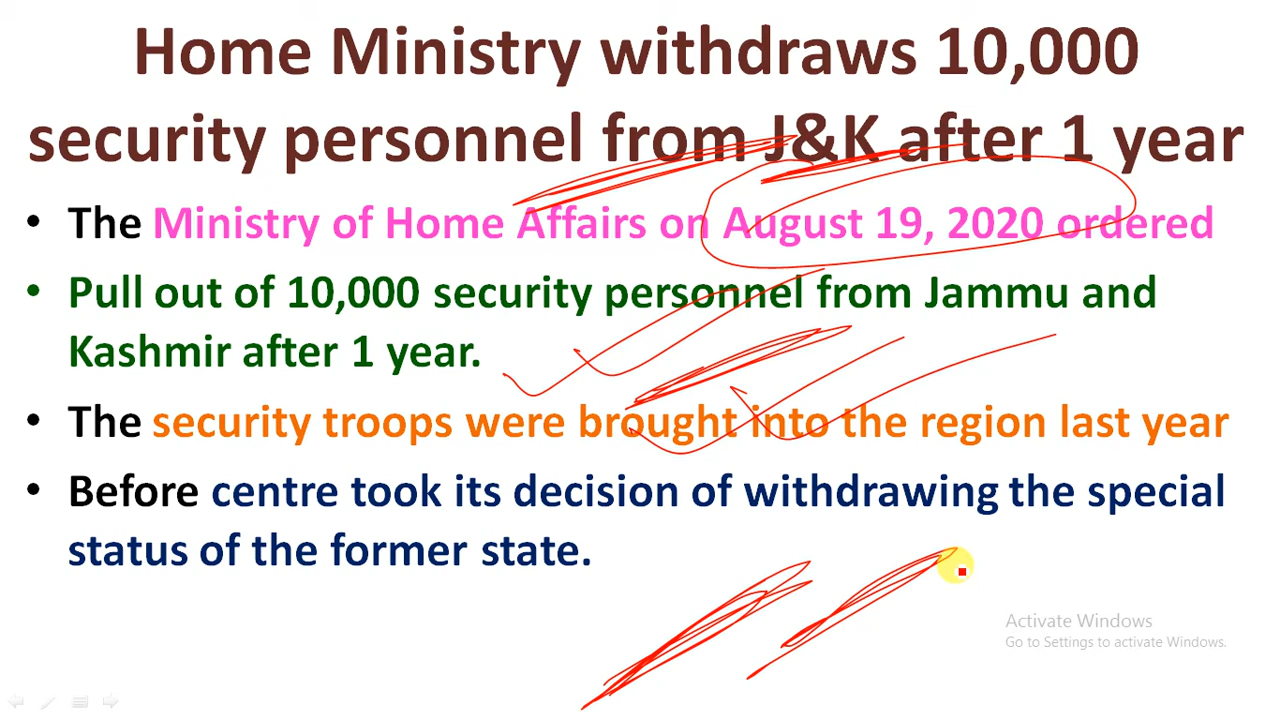 Home Ministry withdraws 10,000
security personnel from J&K after 1 year
• The Ministry of Home Affairs on August 19, 2020 ordered
• Pull out of 10,000 security personnel from Jammu and
Kashmir after 1 year.
• The security troops were brought into the region last year
• Before centre took its decision of withdrawing the special
status of the former state.
Activate Windows
Go to Settings to activate Windows.